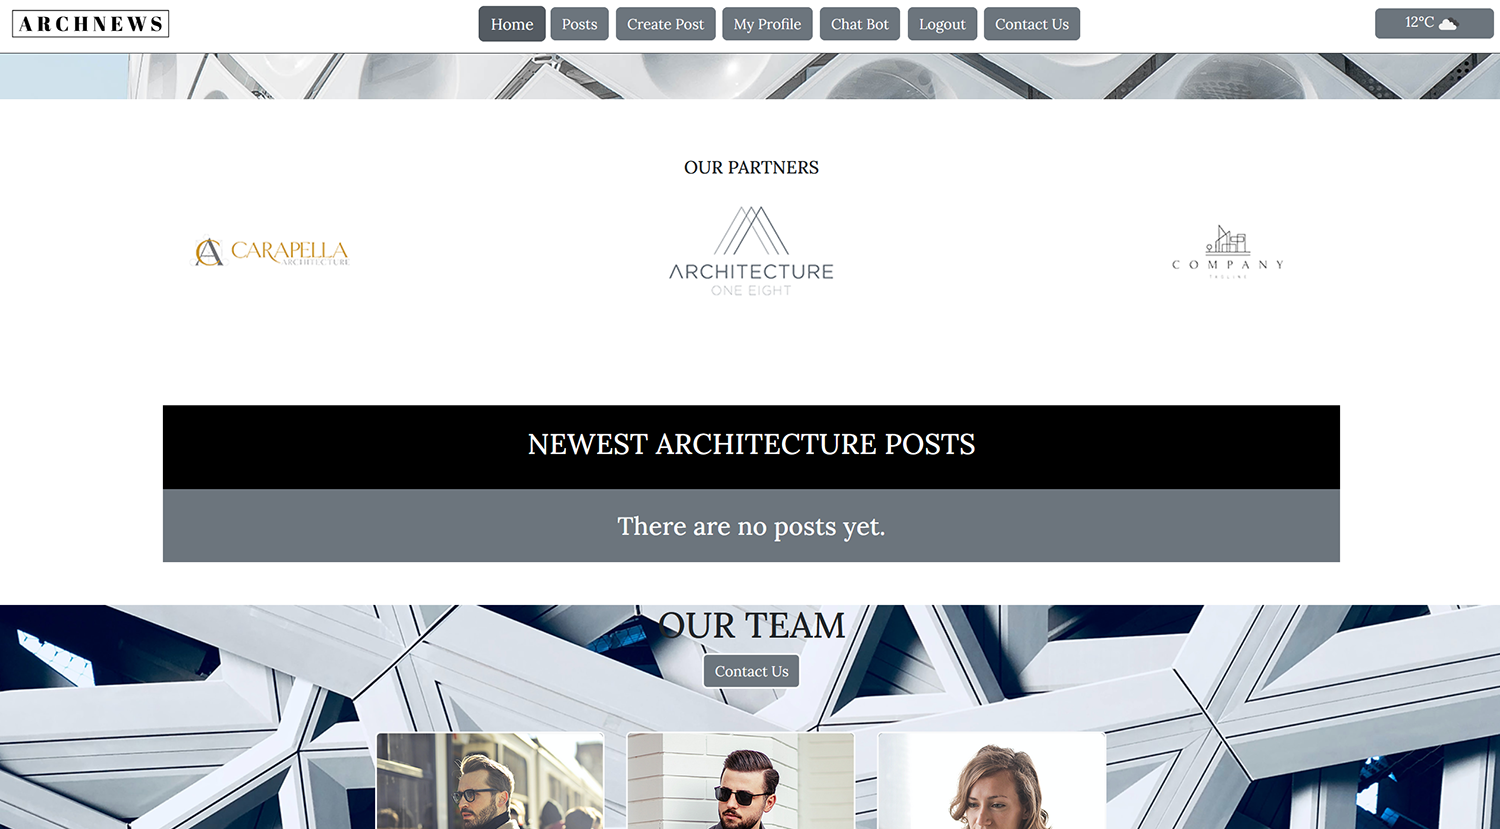 ARCHNEWS
Home
Posts
Create Post
My Profile
Chat Bot
Logout
Contact Us
12°C
OUR PARTNERS
CARAPELLA
ARCHITECTURE
ARCHITECTURE
ONE EIGHT
COMPANY
TAGLINE
NEWEST ARCHITECTURE POSTS
There are no posts yet.
OUR TEAM
Contact Us